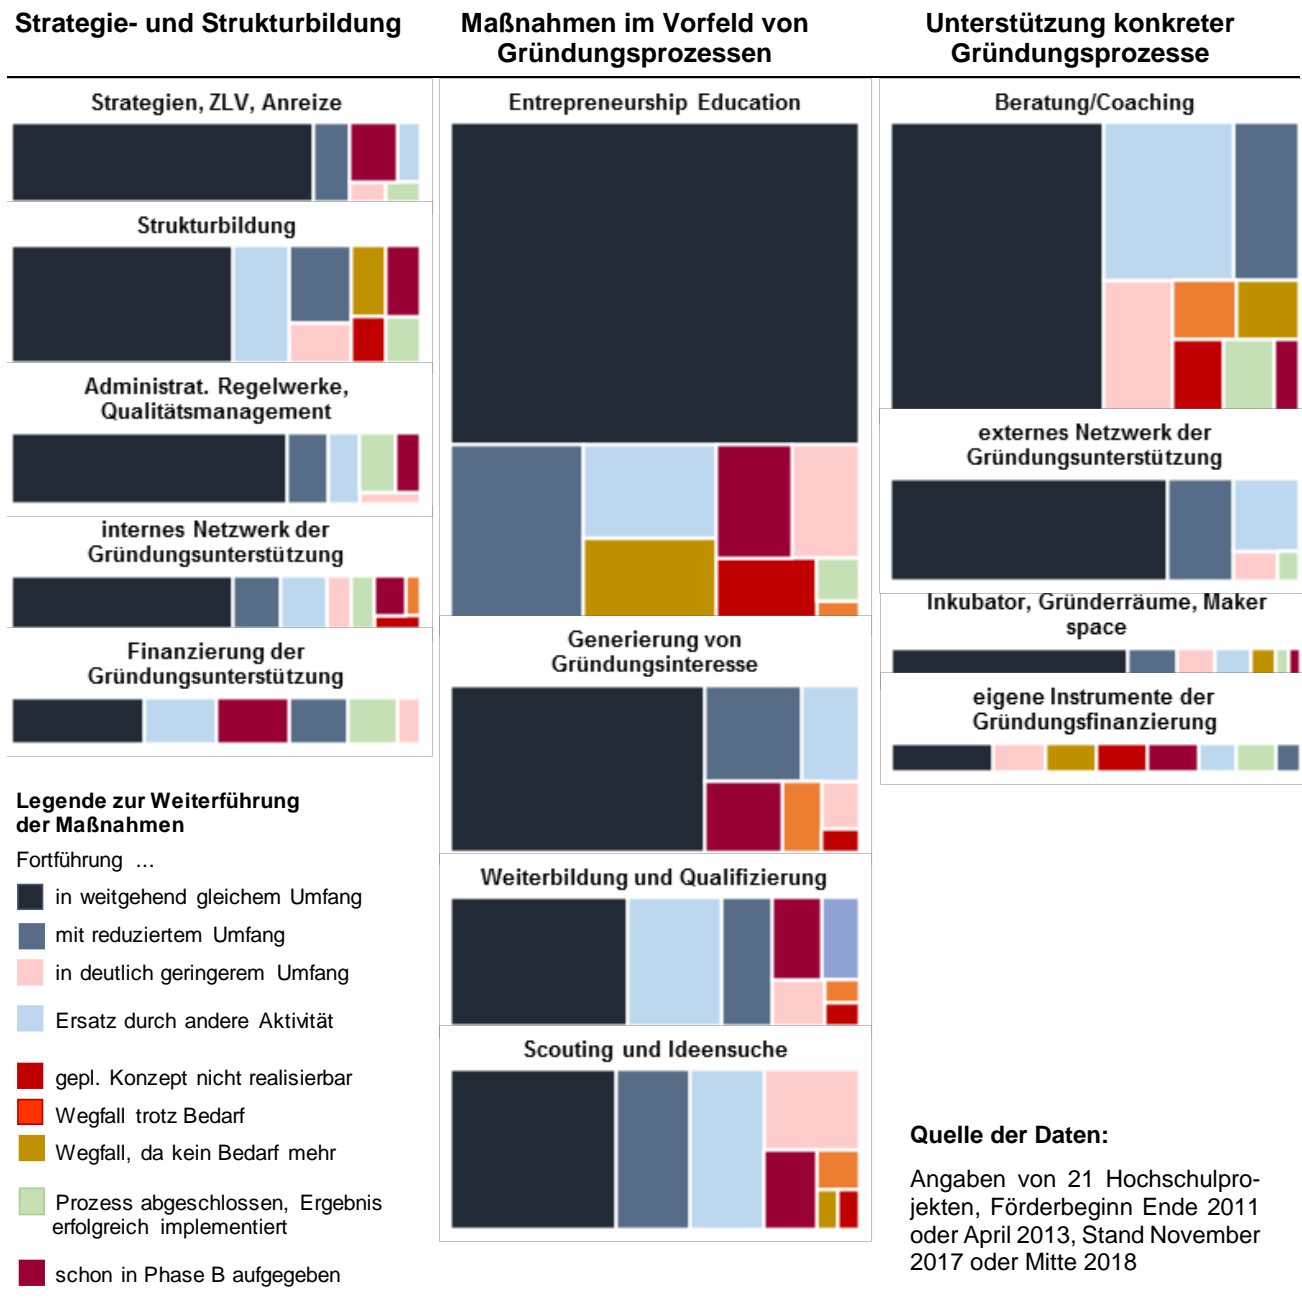 Strategie- und Strukturbildung
Strategien, ZLV, Anreize
Strukturbildung
Administrat. Regelwerke,
Qualitätsmanagement
internes Netzwerk der
Gründungsunterstützung
Finanzierung der
Gründungsunterstützung
Maßnahmen im Vorfeld von
Gründungsprozessen
Entrepreneurship Education
Generierung von
Gründungsinteresse
Weiterbildung und Qualifizierung
Scouting und Ideensuche
Unterstützung konkreter
Gründungsprozesse
Beratung/Coaching
externes Netzwerk der
Gründungsunterstützung
Inkubator, Gründerräume, Maker
space
eigene Instrumente der
Gründungsfinanzierung
Legende zur Weiterführung
der Maßnahmen
Fortführung ...
in weitgehend gleichem Umfang
mit reduziertem Umfang
in deutlich geringerem Umfang
Ersatz durch andere Aktivität
gepl. Konzept nicht realisierbar
Wegfall trotz Bedarf
Wegfall, da kein Bedarf mehr
Prozess abgeschlossen, Ergebnis
erfolgreich implementiert
schon in Phase B aufgegeben
Quelle der Daten:
Angaben von 21 Hochschulpro-
jekten, Förderbeginn Ende 2011
oder April 2013, Stand November
2017 oder Mitte 2018